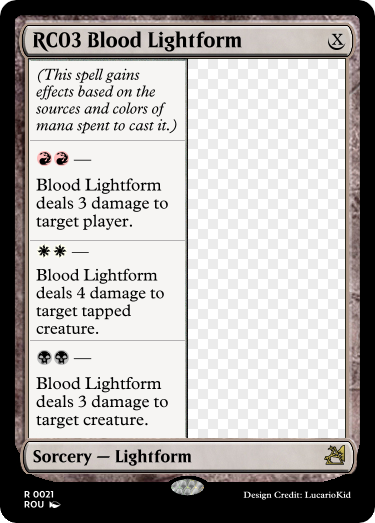 RC03 Blood Lightform X
(This spell gains
effects based on the
sources and colors of
mana spent to cast it.)
—
Blood Lightform
deals 3 damage to
target player.
—
Blood Lightform
deals 4 damage to
target tapped
creature.
—
Blood Lightform
deals 3 damage to
target creature.
Sorcery — Lightform
R 0021
ROU
Design Credit: LucarioKid